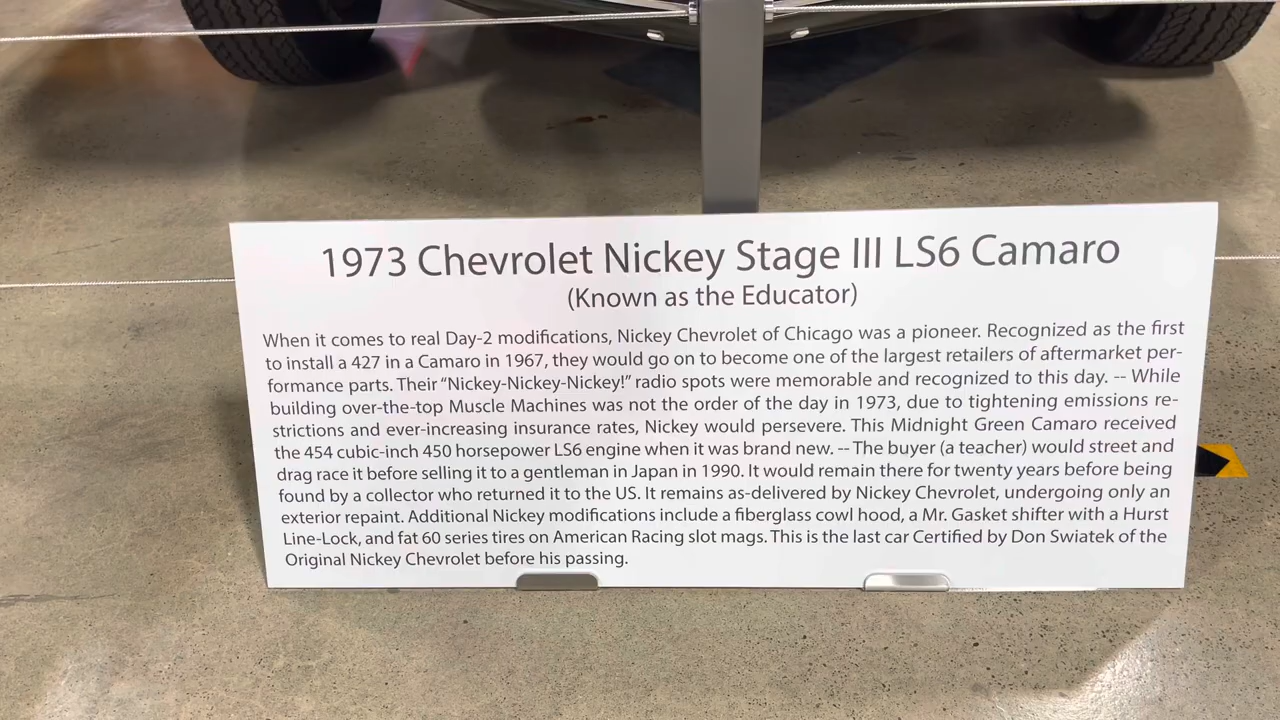 1973 Chevrolet Nickey Stage III LS6 Camaro
(Known as the Educator)
When it comes to real Day-2 modifications, Nickey Chevrolet of Chicago was a pioneer. Recognized as the first
to install a 427 in a Camaro in 1967, they would go on to become one of the largest retailers of aftermarket per-
formance parts. Their “Nickey-Nickey-Nickey!” radio spots were memorable and recognized to this day. -- While
building over-the-top Muscle Machines was not the order of the day in 1973, due to tightening emissions re-
strictions and ever-increasing insurance rates, Nickey would persevere. This Midnight Green Camaro received
the 454 cubic-inch 450 horsepower LS6 engine when it was brand new. -- The buyer (a teacher) would street and
drag race it before selling it to a gentleman in Japan in 1990. It would remain there for twenty years before being
found by a collector who returned it to the US. It remains as-delivered by Nickey Chevrolet, undergoing only an
exterior repaint. Additional Nickey modifications include a fiberglass cowl hood, a Mr. Gasket shifter with a Hurst
Line-Lock, and fat 60 series tires on American Racing slot mags. This is the last car Certified by Don Swiatek of the
Original Nickey Chevrolet before his passing.